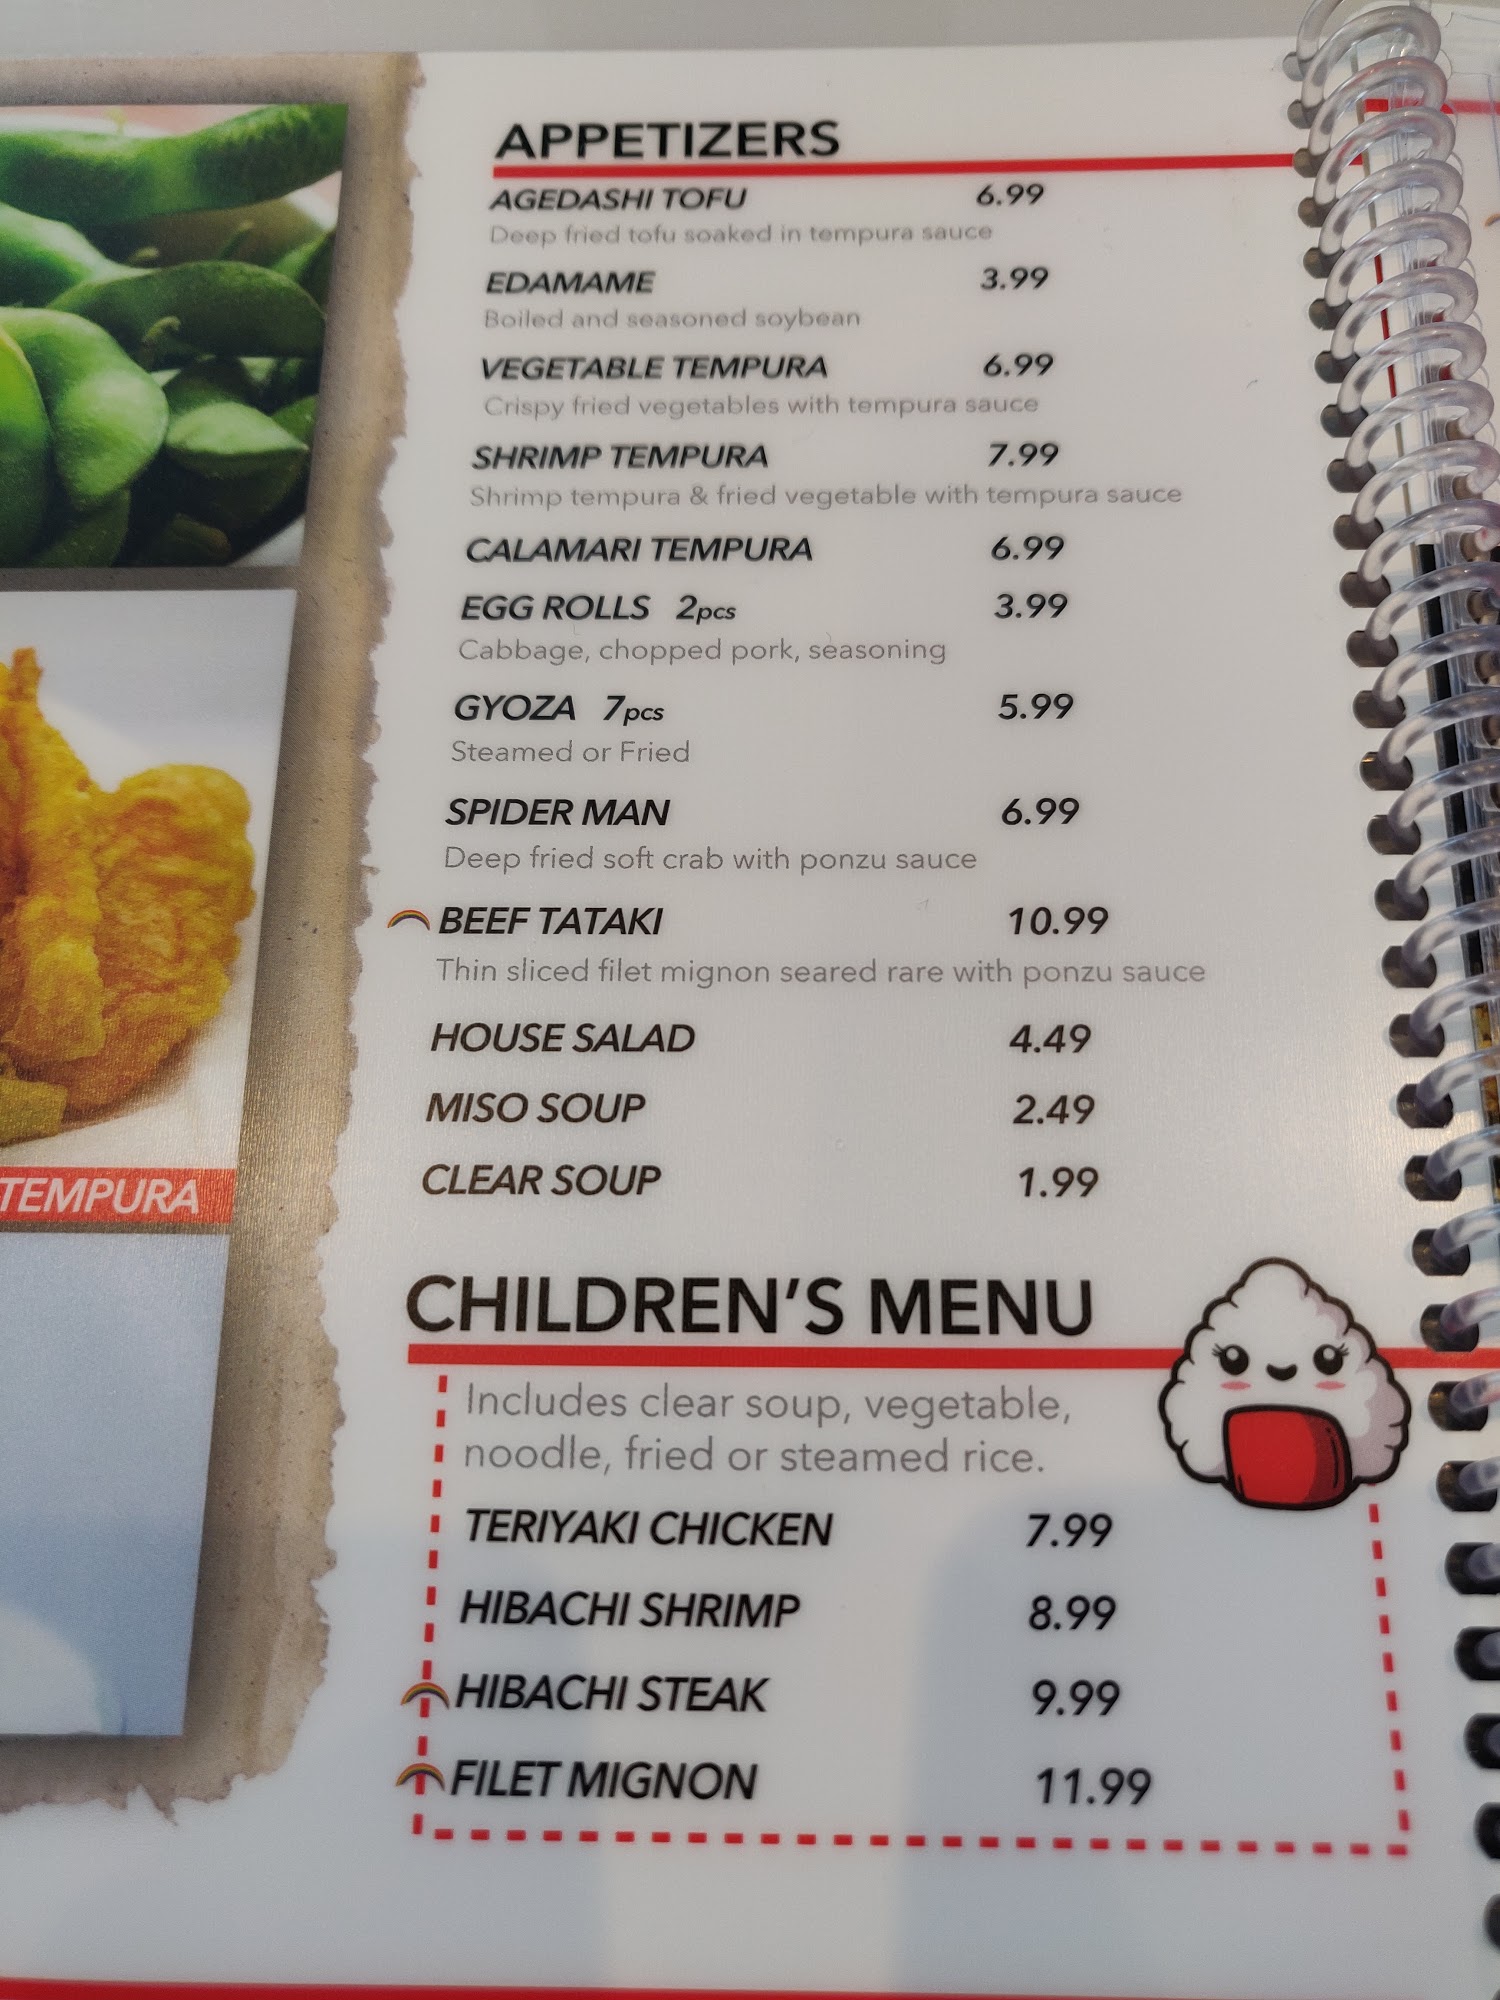 APPETIZERS
AGEDASHI TOFU 6.99
Deep fried tofu soaked in tempura sauce
EDAMAME 3.99
Boiled and seasoned soybean
VEGETABLE TEMPURA 6.99
Crispy fried vegetables with tempura sauce
SHRIMP TEMPURA 7.99
Shrimp tempura & fried vegetable with tempura sauce
CALAMARI TEMPURA 6.99
EGG ROLLS 2pcs 3.99
Cabbage, chopped pork, seasoning
GYOZA 7pcs 5.99
Steamed or Fried
SPIDER MAN 6.99
Deep fried soft crab with ponzu sauce
BEEF TATAKI 10.99
Thin sliced filet mignon seared rare with ponzu sauce
HOUSE SALAD 4.49
MISO SOUP 2.49
CLEAR SOUP 1.99
TEMPURA
CHILDREN'S MENU
Includes clear soup, vegetable,
noodle, fried or steamed rice.
TERIYAKI CHICKEN 7.99
HIBACHI SHRIMP 8.99
HIBACHI STEAK 9.99
FILET MIGNON 11.99